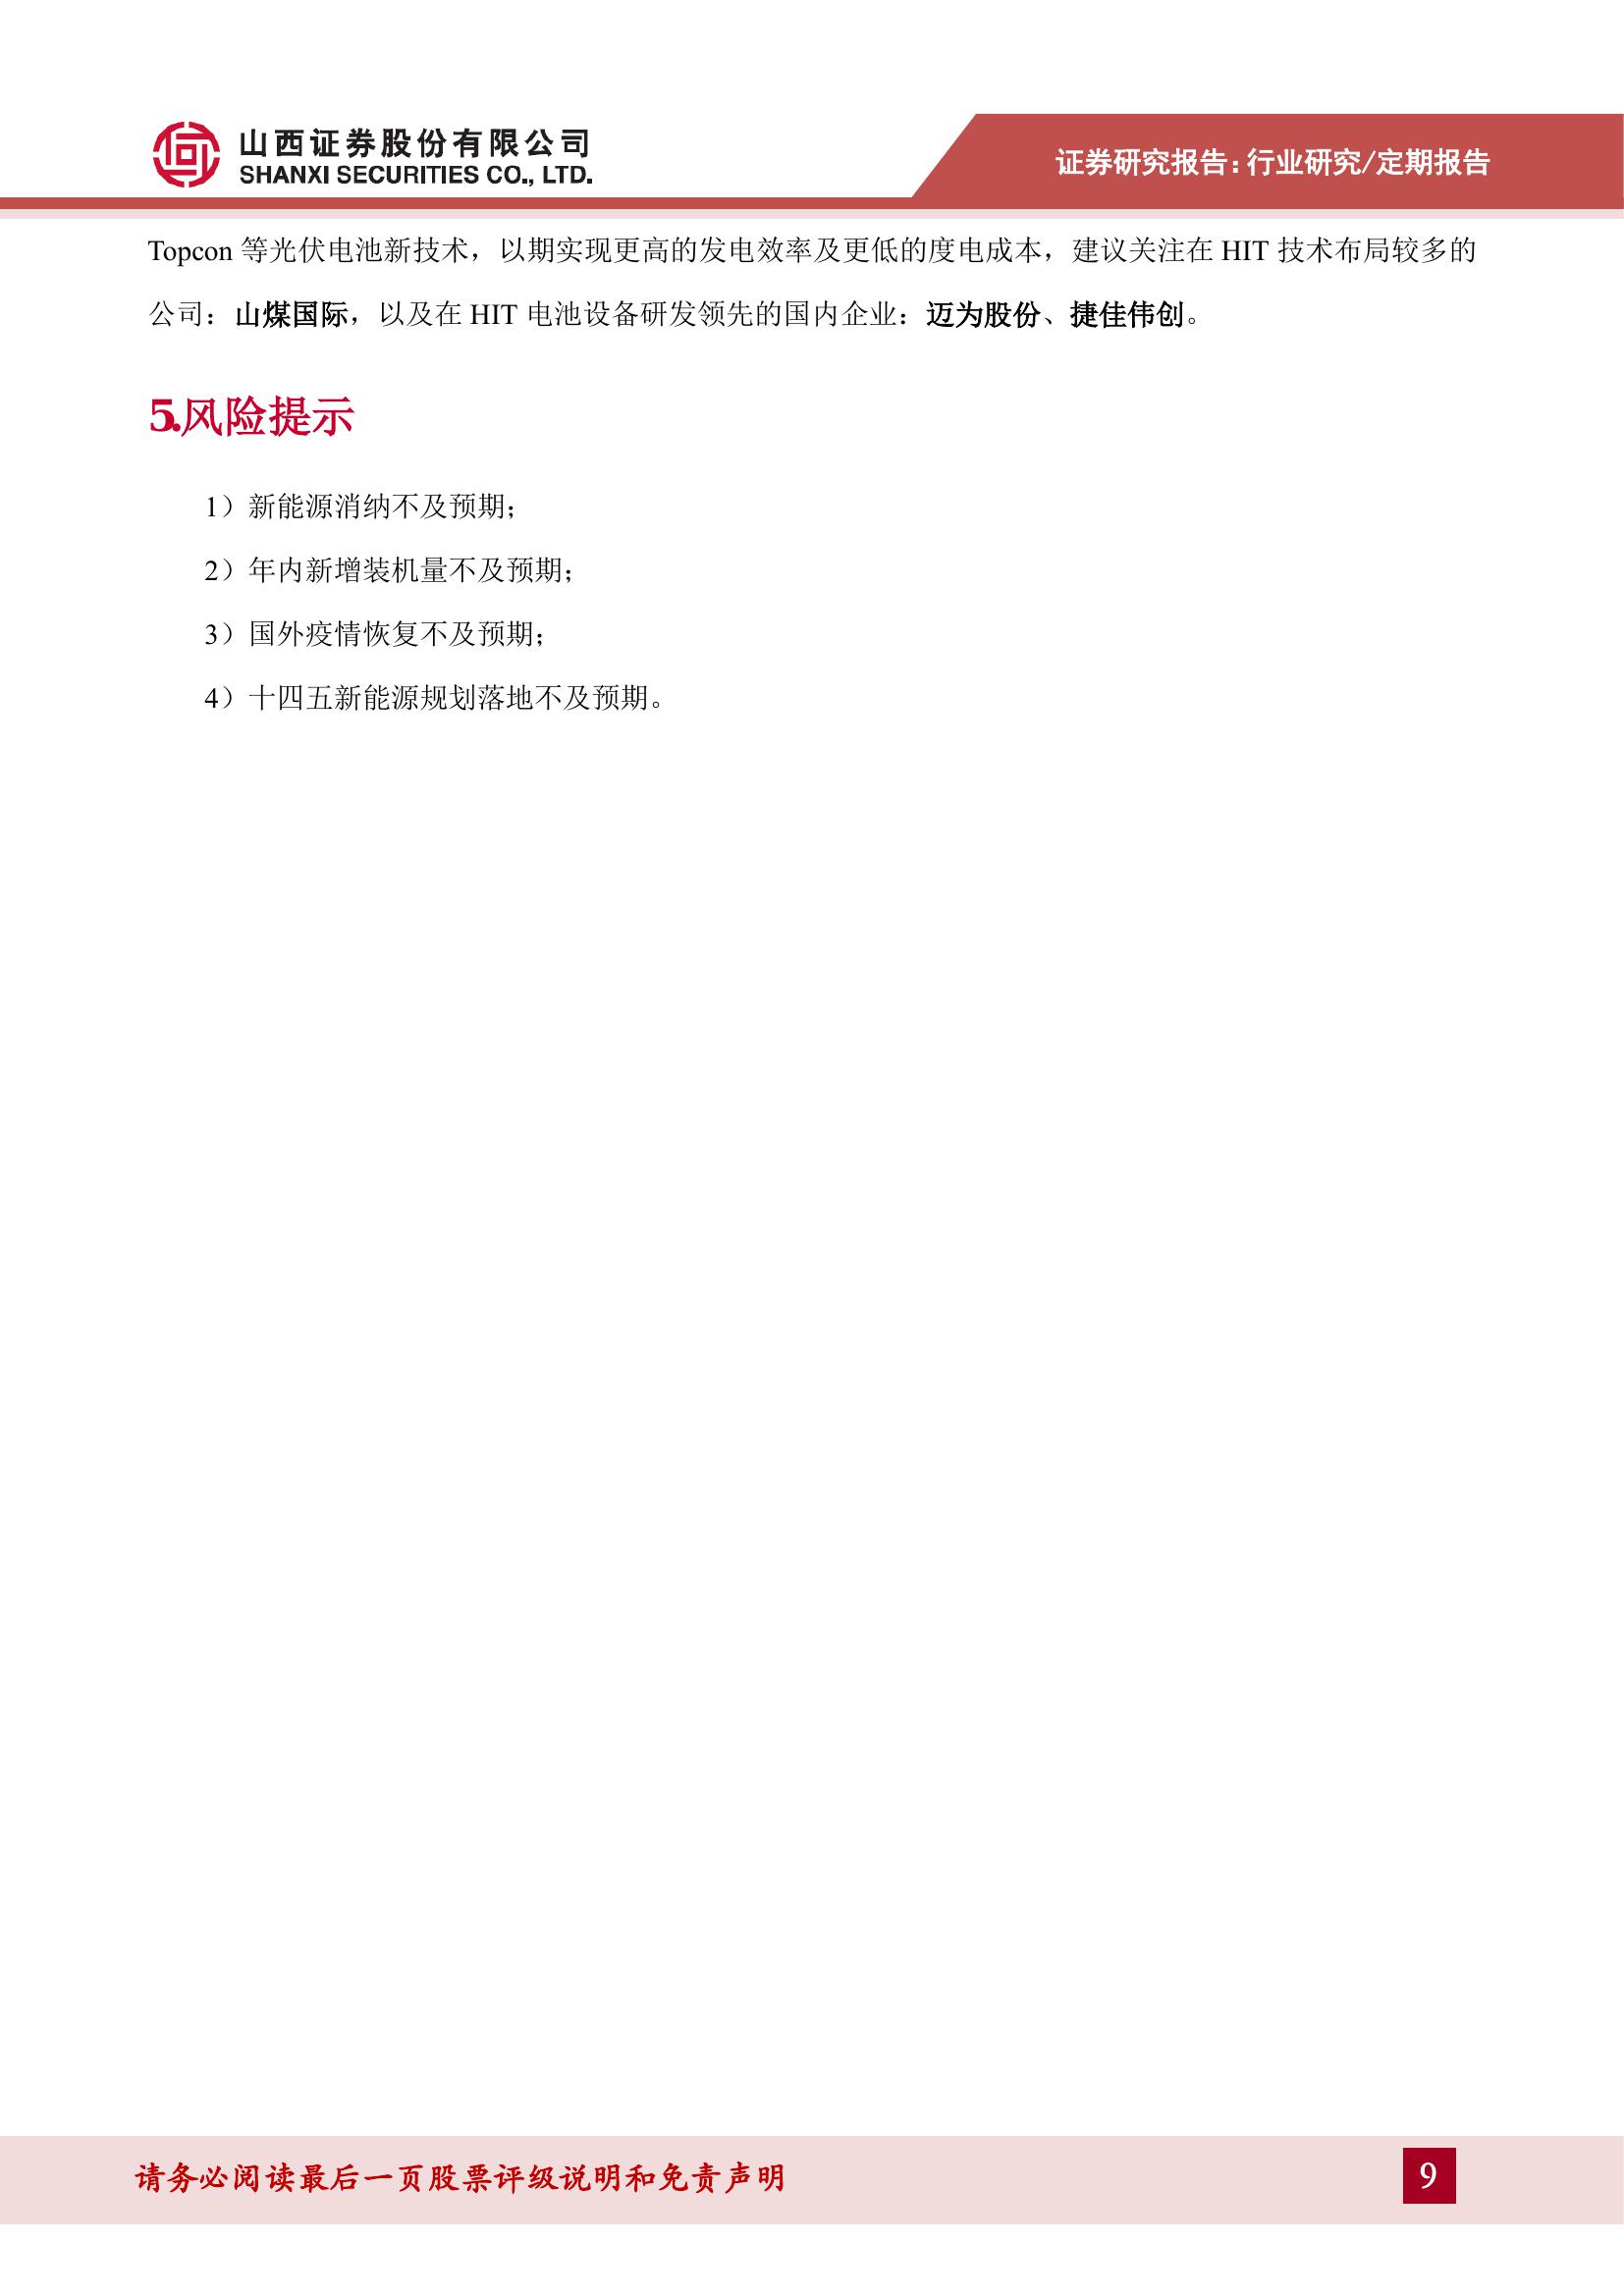 山西证券股份有限公司
SHANXI SECURITIES CO., LTD.
证券研究报告：行业研究/定期报告
Topcon 等光伏电池新技术，以期实现更高的发电效率及更低的度电成本，建议关注在 HIT 技术布局较多的
公司：山煤国际，以及在 HIT 电池设备研发领先的国内企业：迈为股份、捷佳伟创。
5.风险提示
1）新能源消纳不及预期；
2）年内新增装机量不及预期；
3）国外疫情恢复不及预期；
4）十四五新能源规划落地不及预期。
请务必阅读最后一页股票评级说明和免责声明
9